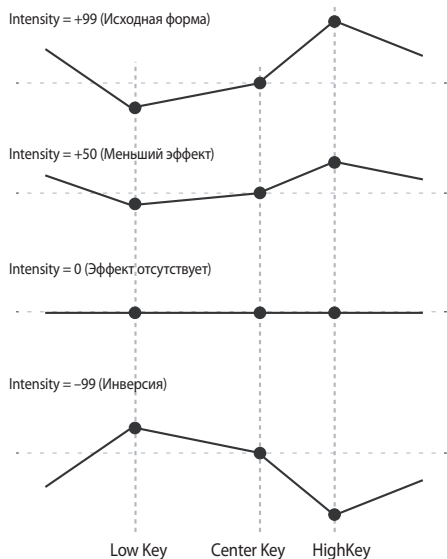 Intensity = +99 (Исходная форма)
Intensity = +50 (Меньший эффект)
Intensity = 0 (Эффект отсутствует)
Intensity = –99 (Инверсия)
Low Key Center Key HighKey